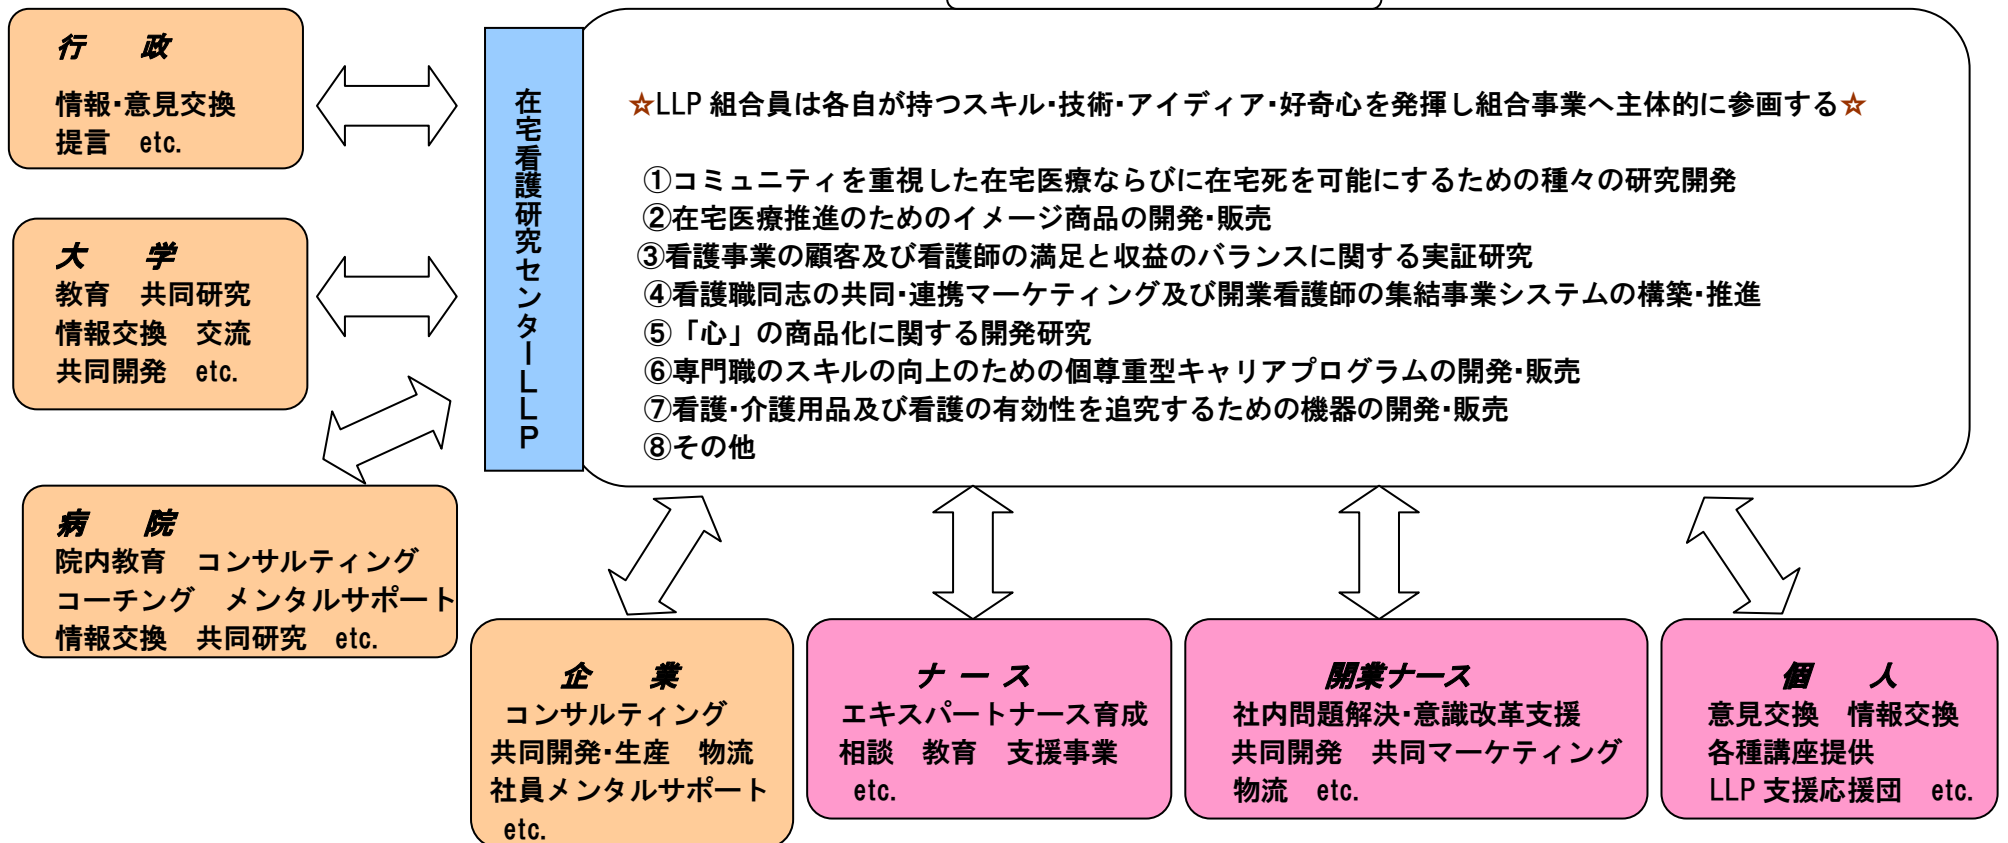 行　政
情報・意見交換
提言　etc.
大　学
教育　共同研究
情報交換　交流
共同開発　etc.
病　院
院内教育　コンサルティング
コーチング　メンタルサポート
情報交換　共同研究　etc.
在宅看護研究センターLLP
☆LLP 組合員は各自が持つスキル・技術・アイディア・好奇心を発揮し組合事業へ主体的に参画する☆
①コミュニティを重視した在宅医療ならびに在宅死を可能にするための種々の研究開発
②在宅医療推進のためのイメージ商品の開発・販売
③看護事業の顧客及び看護師の満足と収益のバランスに関する実証研究
④看護職同志の共同・連携マーケティング及び開業看護師の集結事業システムの構築・推進
⑤「心」の商品化に関する開発研究
⑥専門職のスキルの向上のための個尊重型キャリアプログラムの開発・販売
⑦看護・介護用品及び看護の有効性を追究するための機器の開発・販売
⑧その他
企　業
コンサルティング
共同開発・生産　物流
社員メンタルサポート
etc.
ナース
エキスパートナース育成
相談　教育　支援事業
etc.
開業ナース
社内問題解決・意識改革支援
共同開発　共同マーケティング
物流　etc.
個　人
意見交換　情報交換
各種講座提供
LLP 支援応援団　etc.